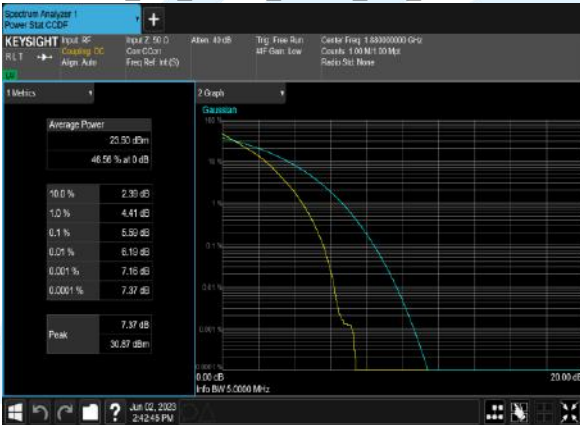 Spectrum Analyzer 1
Power Stat CCDF
+
KEYSIGHT Input: RF
Coupling: DC
Align: Auto
RLT
Input Z: 50 Ω
Corr CCorr
Freq Ref: Int (S)
Atten: 40 dB
Trig: Free Run
#IF Gain: Low
Center Freq: 1.880000000 GHz
Counts: 1.00 M/1.00 Mpt
Radio Std: None
1 Metrics
Average Power
23.50 dBm
46.56 % at 0 dB
10.0 % 2.39 dB
1.0 % 4.41 dB
0.1 % 5.59 dB
0.01 % 6.19 dB
0.001 % 7.16 dB
0.0001 % 7.37 dB
Peak
7.37 dB
30.87 dBm
2 Graph
Gaussian
100 %
10 %
1 %
0.1 %
0.01 %
0.001 %
0.0001 %
0.00 dB 20.00 dB
Info BW 5.0000 MHz
?
Jun 02, 2023
2:42:45 PM